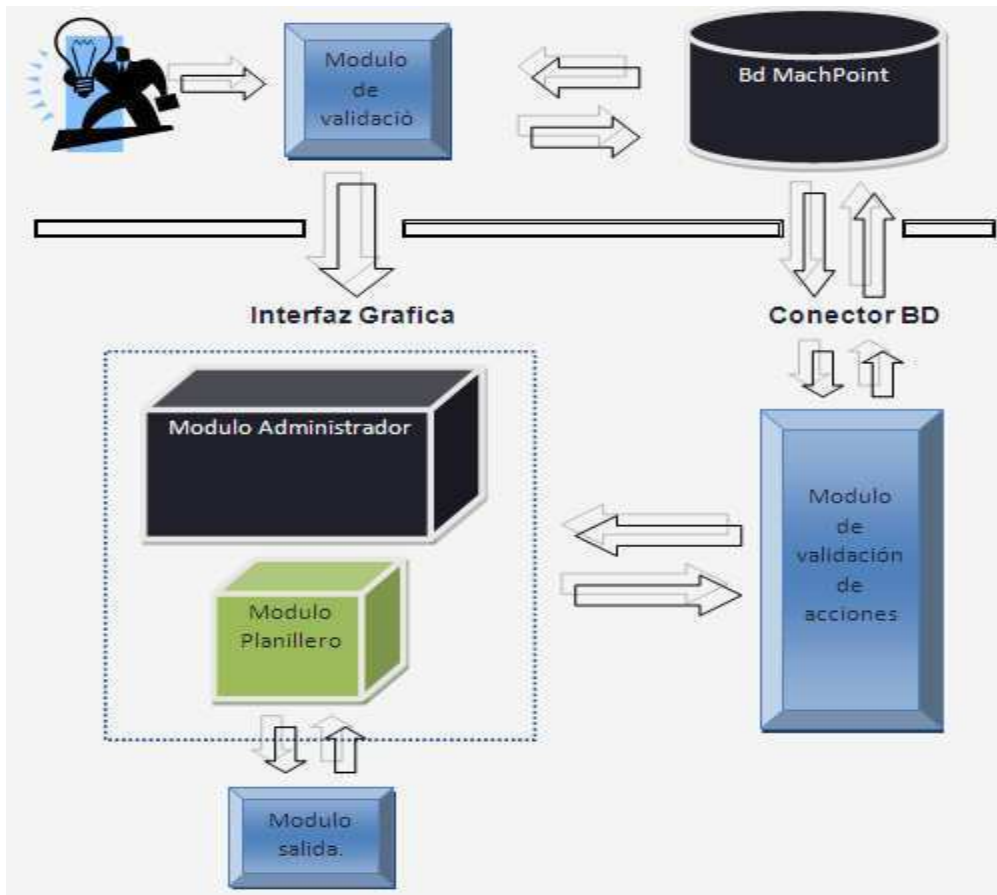 Modulo
de
validació
Bd MachPoint
Interfaz Grafica
Conector BD
Modulo Administrador
Modulo
Planillero
Modulo
de
validación
de
acciones
Modulo
salida.